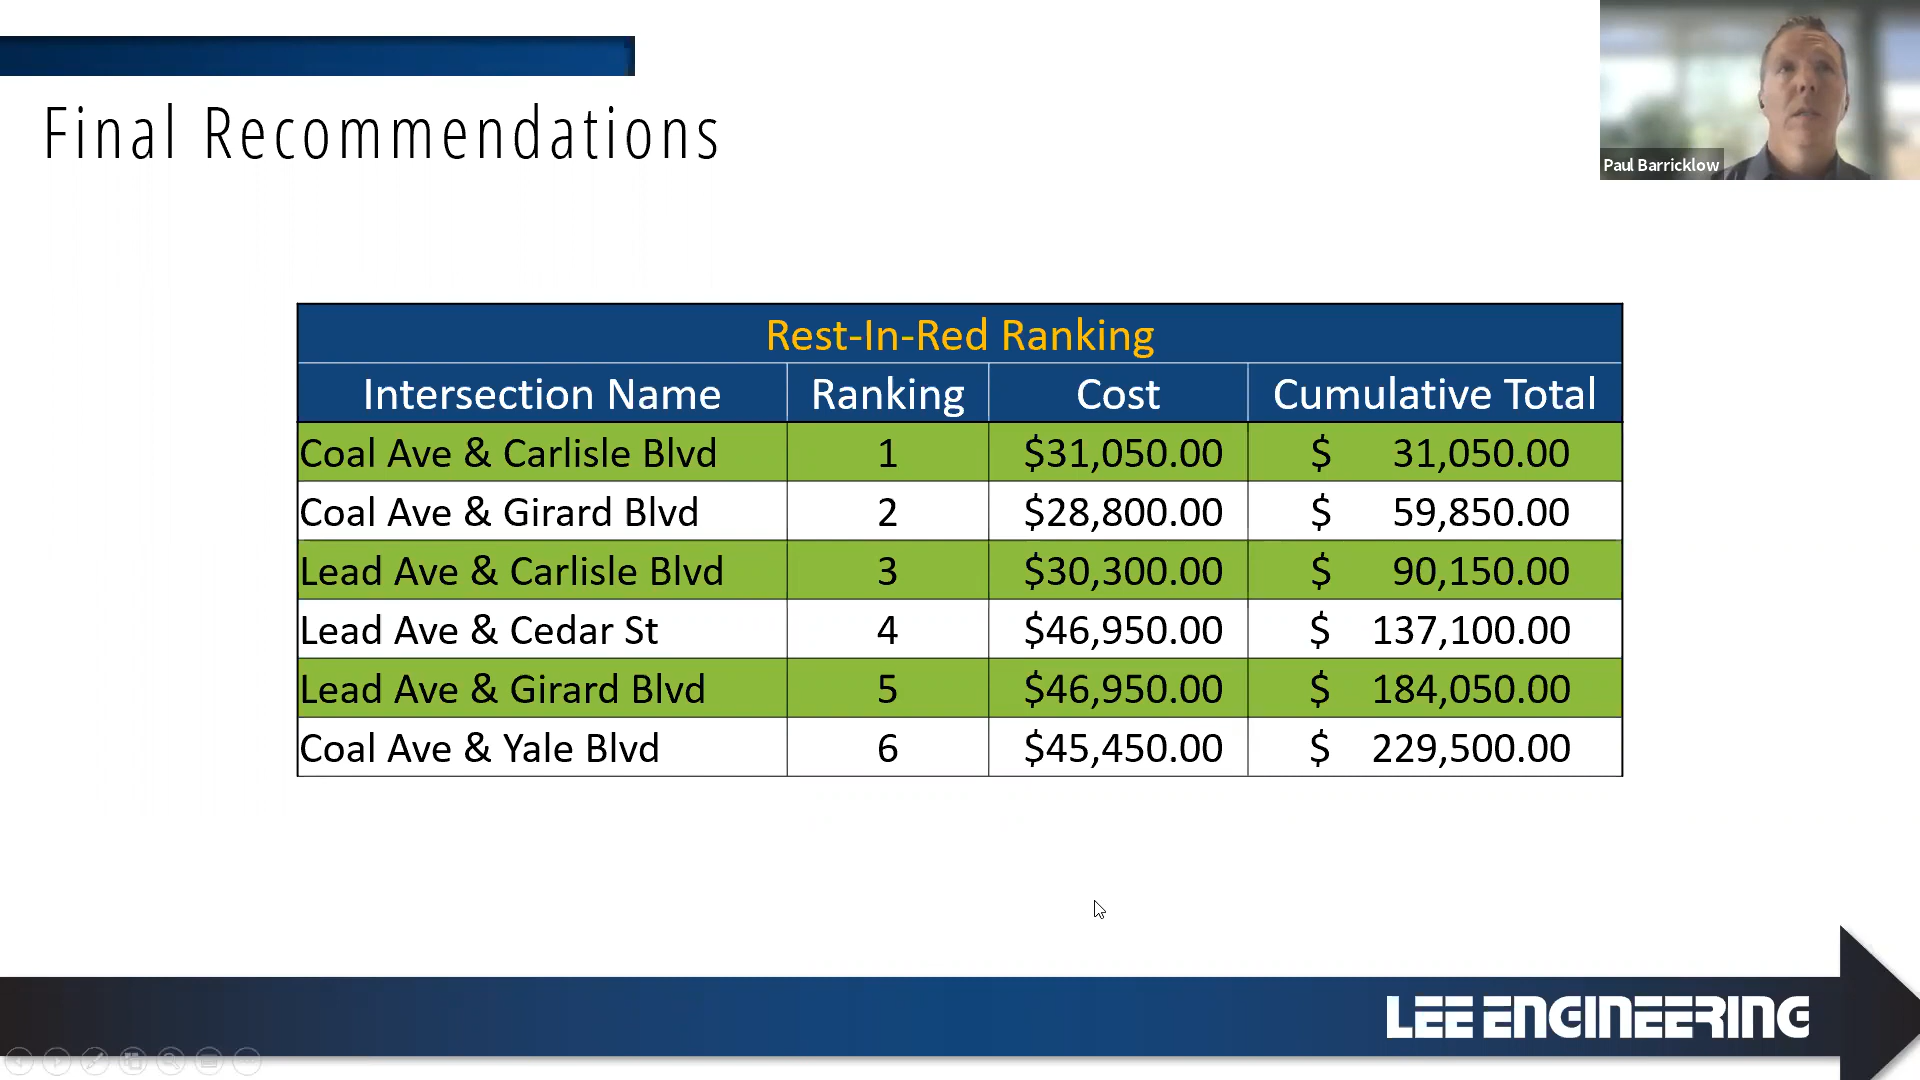 Final Recommendations
Paul Barricklow
Rest-In-Red Ranking
Intersection Name Ranking Cost Cumulative Total
Coal Ave & Carlisle Blvd 1 $31,050.00 $ 31,050.00
Coal Ave & Girard Blvd 2 $28,800.00 $ 59,850.00
Lead Ave & Carlisle Blvd 3 $30,300.00 $ 90,150.00
Lead Ave & Cedar St 4 $46,950.00 $ 137,100.00
Lead Ave & Girard Blvd 5 $46,950.00 $ 184,050.00
Coal Ave & Yale Blvd 6 $45,450.00 $ 229,500.00
LEE ENGINEERING